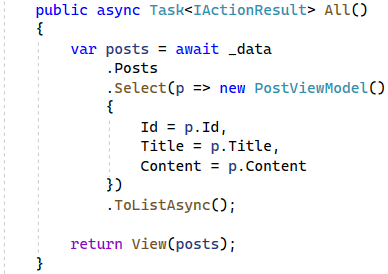 public async Task<IActionResult> All()
{
    var posts = await _data
        .Posts
        .Select(p => new PostViewModel()
        {
            Id = p.Id,
            Title = p.Title,
            Content = p.Content
        })
        .ToListAsync();

    return View(posts);
}